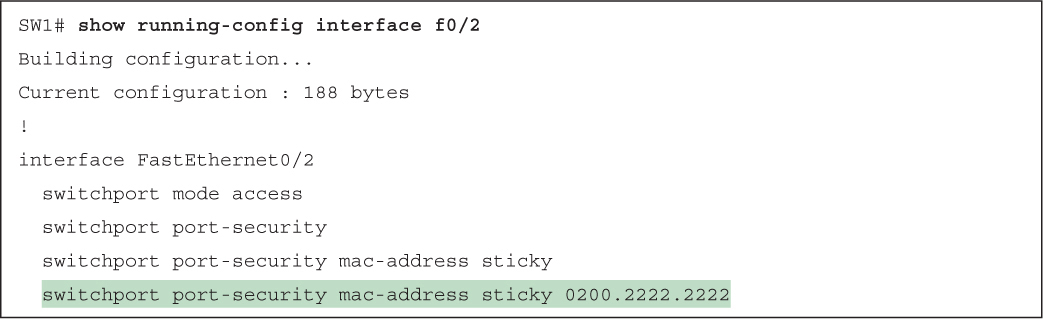 SW1# show running-config interface f0/2
Building configuration...
Current configuration : 188 bytes
!
interface FastEthernet0/2
  switchport mode access
  switchport port-security
  switchport port-security mac-address sticky
  switchport port-security mac-address sticky 0200.2222.2222